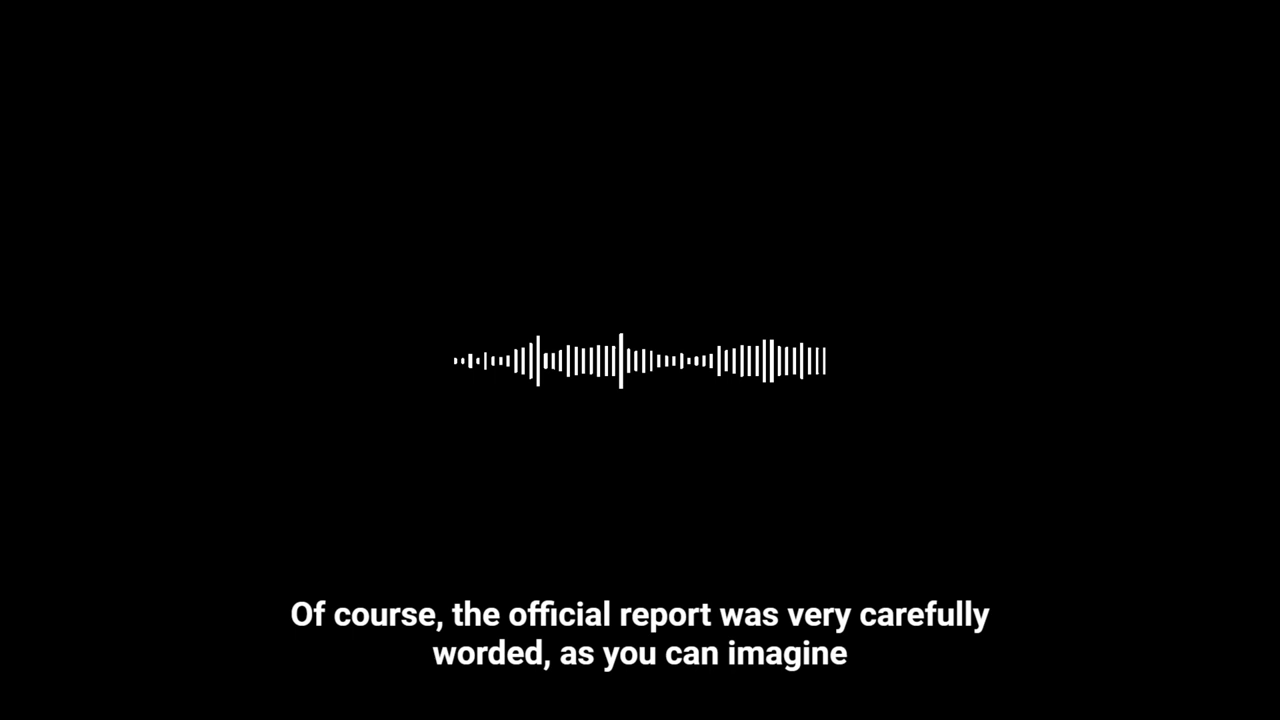 Of course, the official report was very carefully
worded, as you can imagine